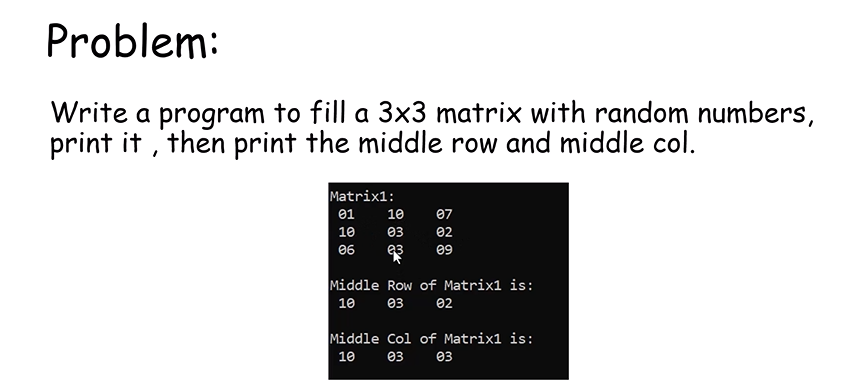 Problem:
Write a program to fill a 3x3 matrix with random numbers,
print it , then print the middle row and middle col.
Matrix1:
01 10 07
10 03 02
06 03 09
Middle Row of Matrix1 is:
10 03 02
Middle Col of Matrix1 is:
10 03 03